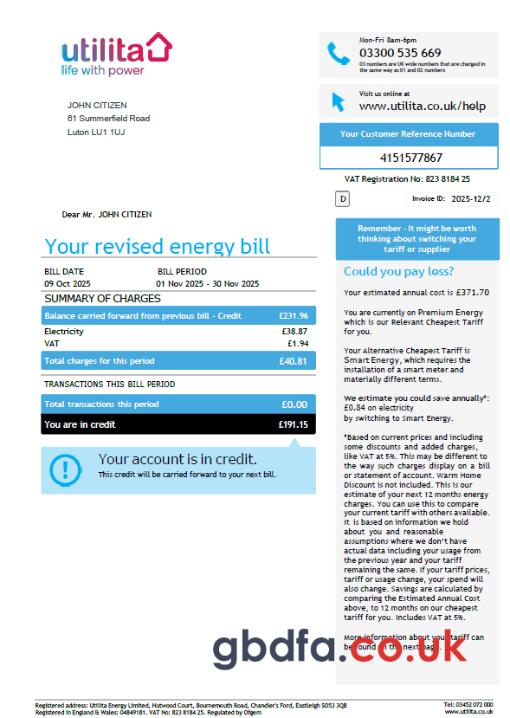 utilita
life with power
Mon-Fri 8am-6pm
03300 535 669
03 numbers are UK wide numbers that are charged in
the same way as 01 and 02 numbers
Visit us online at
www.utilita.co.uk/help
JOHN CITIZEN
81 Summerfield Road
Luton LU1 1UJ
Your Customer Reference Number
4151577867
VAT Registration No: 823 8184 25
D
Invoice ID: 2025-12/2
Dear Mr. JOHN CITIZEN
Your revised energy bill
BILL DATE BILL PERIOD
09 Oct 2025 01 Nov 2025 - 30 Nov 2025
SUMMARY OF CHARGES
Balance carried forward from previous bill - Credit £231.96
Electricity £38.87
VAT £1.94
Total charges for this period £40.81
TRANSACTIONS THIS BILL PERIOD
Total transactions this period £0.00
You are in credit £191.15
Your account is in credit.
This credit will be carried forward to your next bill.
Remember - It might be worth
thinking about switching your
tariff or supplier
Could you pay less?
Your estimated annual cost is £371.70
You are currently on Premium Energy
which is our Relevant Cheapest Tariff
for you.
Your Alternative Cheapest Tariff is
Smart Energy, which requires the
installation of a smart meter and
materially different terms.
We estimate you could save annually*:
£0.84 on electricity
by switching to Smart Energy.
*Based on current prices and including
some discounts and added charges,
like VAT at 5%. This may be different to
the way such charges display on a bill
or statement of account. Warm Home
Discount is not included. This is our
estimate of your next 12 months energy
charges. You can use this to compare
your current tariff with others available.
It is based on information we hold
about you and reasonable
assumptions where we don't have
actual data including your usage from
the previous year and your tariff
remaining the same. If your tariff prices,
tariff or usage change, your spend will
also change. Savings are calculated by
comparing the Estimated Annual Cost
above, to 12 months on our cheapest
tariff for you. Includes VAT at 5%.
More information about your tariff can
be found on the next page.
gbdfa.co.uk
Registered address: Utilita Energy Limited, Hutwood Court, Bournemouth Road, Chandler's Ford, Eastleigh SO53 3QB
Registered in England & Wales: 04849181. VAT No: 823 8184 25. Regulated by Ofgem
Tel: 03452 072 000
www.utilita.co.uk